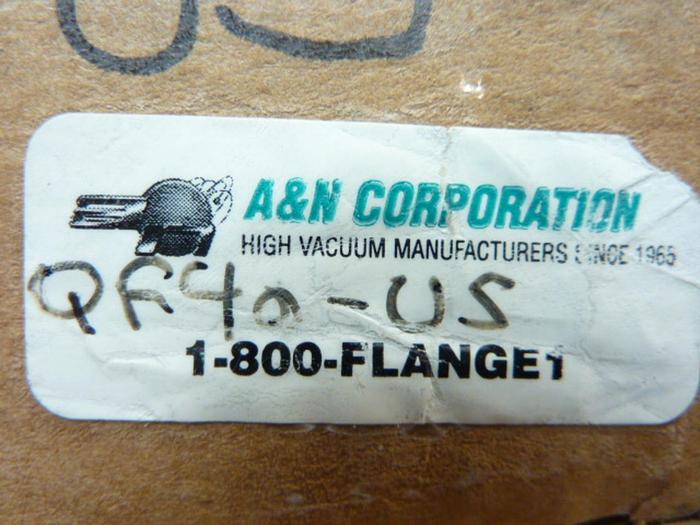 A&N CORPORATION
HIGH VACUUM MANUFACTURERS SINCE 1965
QF40-US
1-800-FLANGE1